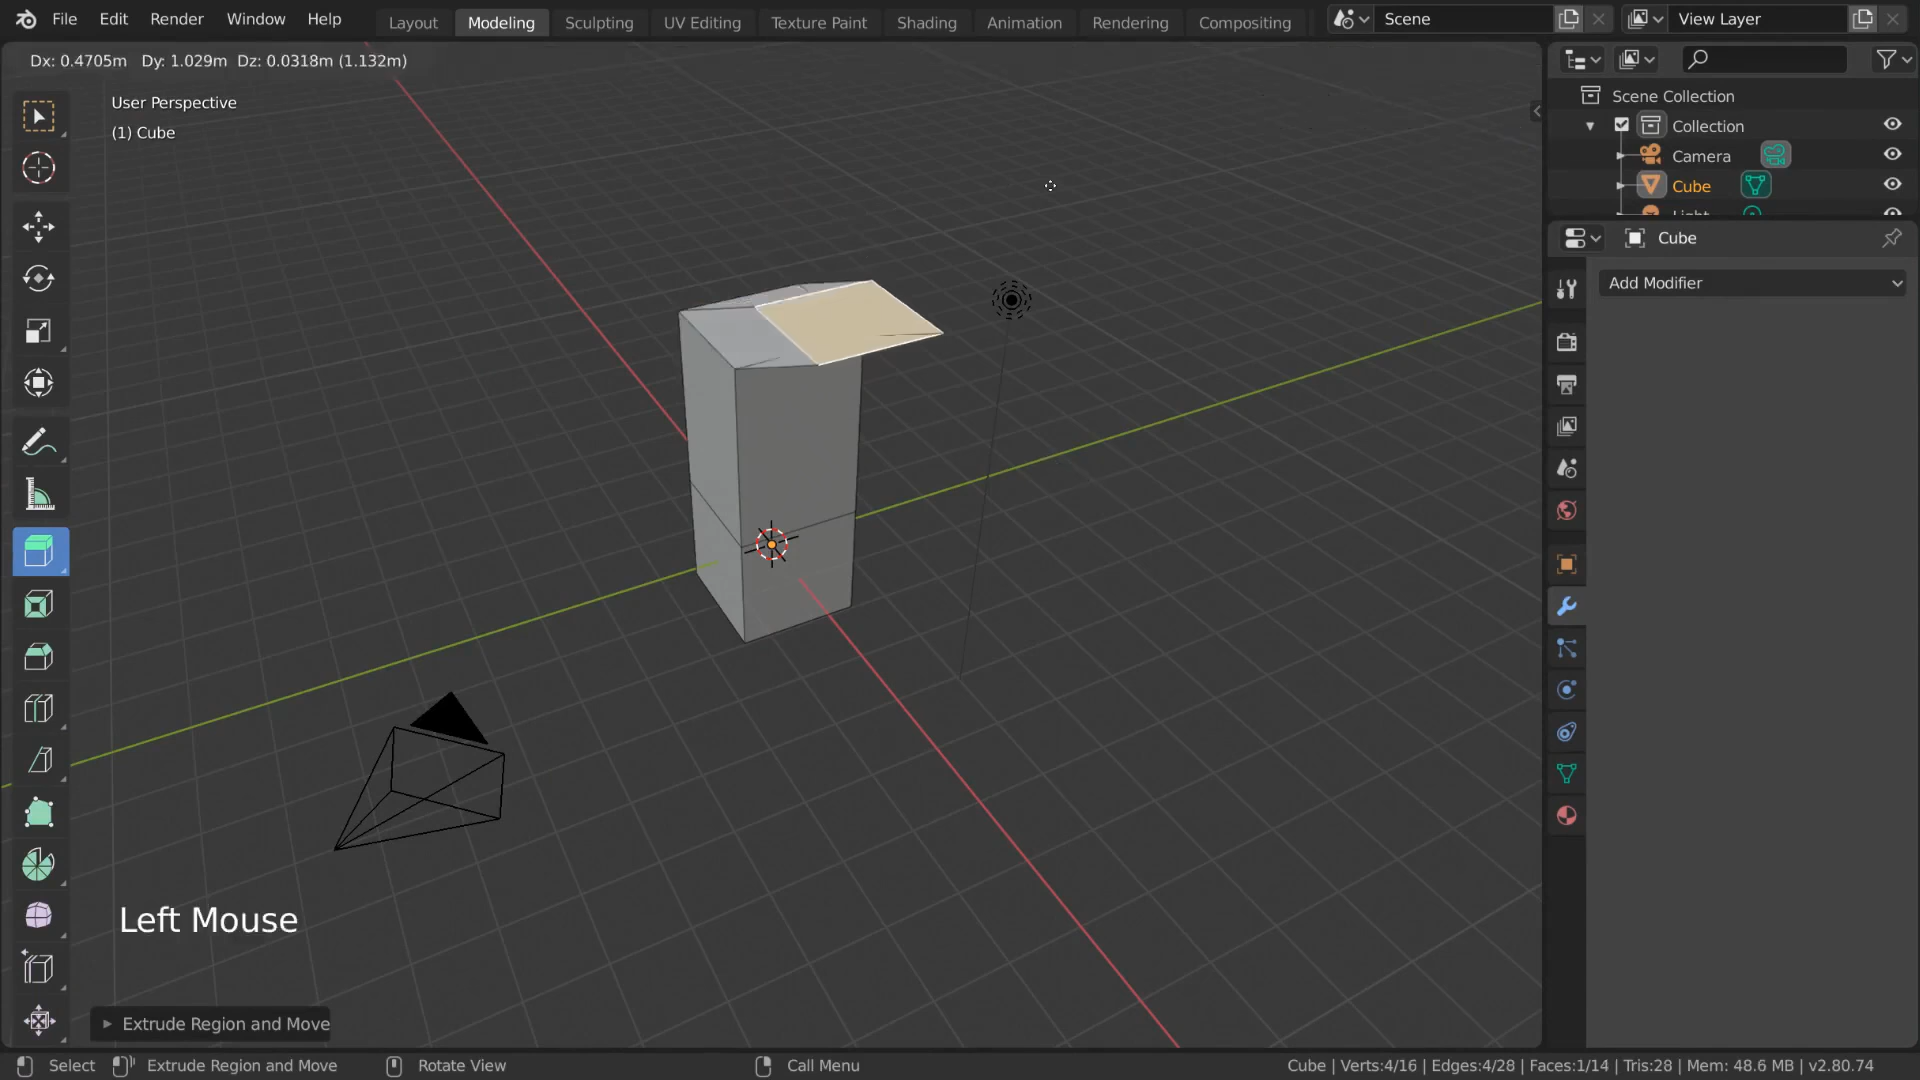 File Edit Render Window Help Layout Modeling Sculpting UV Editing Texture Paint Shading Animation Rendering Compositing Scene View Layer
Dx: 0.4705m Dy: 1.029m Dz: 0.0318m (1.132m)
User Perspective
(1) Cube
Scene Collection
Collection
Camera
Cube
Light
Cube
Add Modifier
Left Mouse
Extrude Region and Move
Select Extrude Region and Move Rotate View Call Menu Cube | Verts:4/16 | Edges:4/28 | Faces:1/14 | Tris:28 | Mem: 48.6 MB | v2.80.74